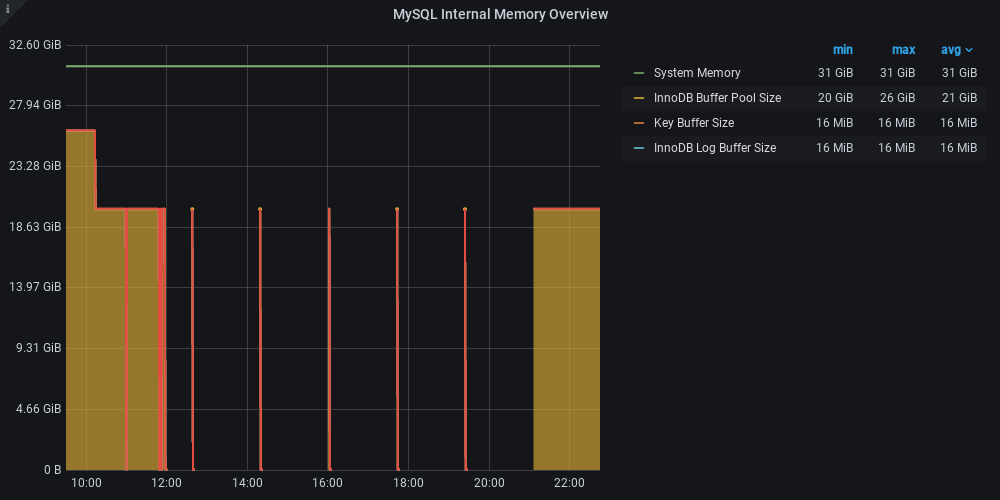 i
MySQL Internal Memory Overview
32.60 GiB
27.94 GiB
23.28 GiB
18.63 GiB
13.97 GiB
9.31 GiB
4.66 GiB
0 B
10:00 12:00 14:00 16:00 18:00 20:00 22:00
min max avg
System Memory 31 GiB 31 GiB 31 GiB
InnoDB Buffer Pool Size 20 GiB 26 GiB 21 GiB
Key Buffer Size 16 MiB 16 MiB 16 MiB
InnoDB Log Buffer Size 16 MiB 16 MiB 16 MiB